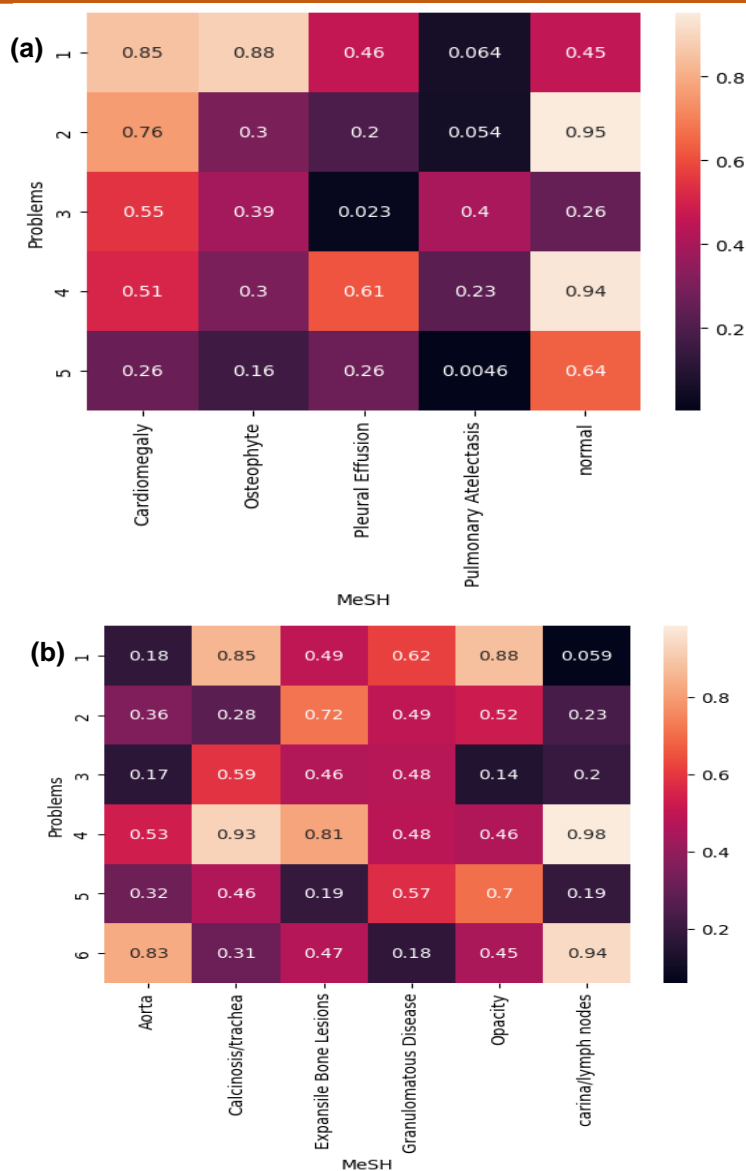 (a)
Problems
1 0.85 0.88 0.46 0.064 0.45
2 0.76 0.3 0.2 0.054 0.95
3 0.55 0.39 0.023 0.4 0.26
4 0.51 0.3 0.61 0.23 0.94
5 0.26 0.16 0.26 0.0046 0.64
Cardiomegaly Osteophyte Pleural Effusion Pulmonary Atelectasis normal
MeSH
0.8
0.6
0.4
0.2
(b)
Problems
1 0.18 0.85 0.49 0.62 0.88 0.059
2 0.36 0.28 0.72 0.49 0.52 0.23
3 0.17 0.59 0.46 0.48 0.14 0.2
4 0.53 0.93 0.81 0.48 0.46 0.98
5 0.32 0.46 0.19 0.57 0.7 0.19
6 0.83 0.31 0.47 0.18 0.45 0.94
Aorta Calcinosis/trachea Expansile Bone Lesions Granulomatous Disease Opacity carina/lymph nodes
MeSH
0.8
0.6
0.4
0.2